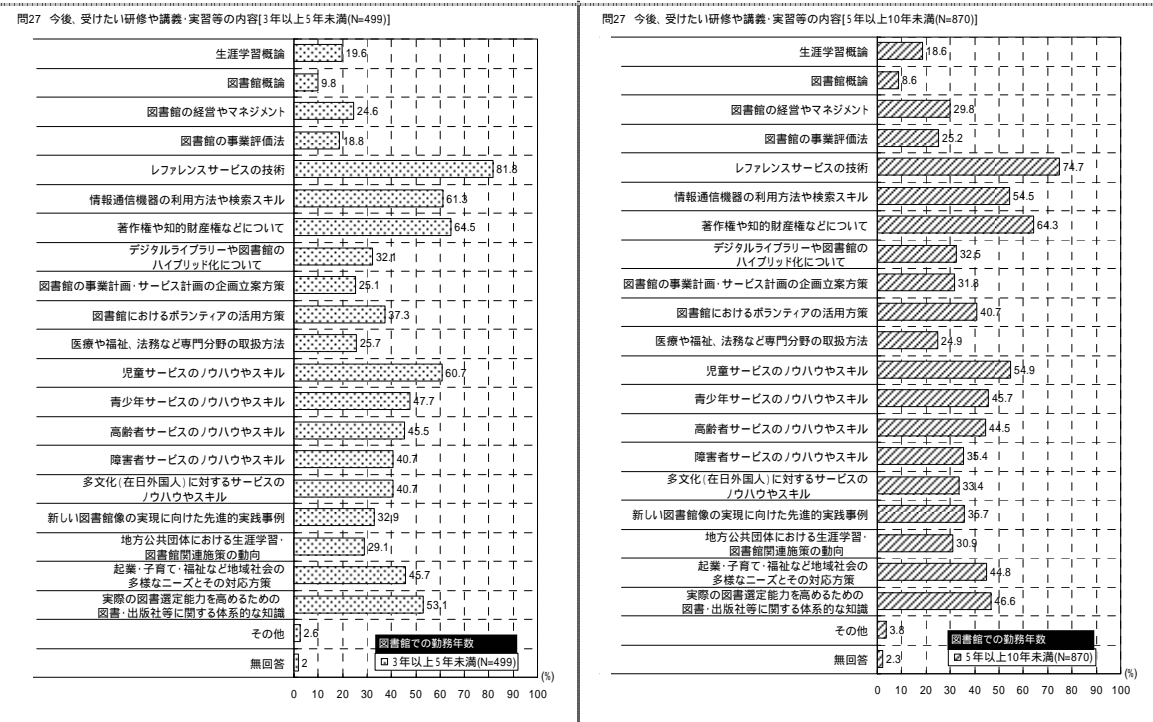 問27 今後、受けたい研修や講義・実習等の内容[3年以上5年未満(N=499)]
生涯学習概論 19.6
図書館概論 9.8
図書館の経営やマネジメント 24.6
図書館の事業評価法 18.8
レファレンスサービスの技術 81.8
情報通信機器の利用方法や検索スキル 61.3
著作権や知的財産権などについて 64.5
デジタルライブラリーや図書館の
ハイブリッド化について 32.1
図書館の事業計画・サービス計画の企画立案方策 25.1
図書館におけるボランティアの活用方策 37.3
医療や福祉、法務など専門分野の取扱方法 25.7
児童サービスのノウハウやスキル 60.7
青少年サービスのノウハウやスキル 47.7
高齢者サービスのノウハウやスキル 45.5
障害者サービスのノウハウやスキル 40.7
多文化(在日外国人)に対するサービスの
ノウハウやスキル 40.7
新しい図書館像の実現に向けた先進的実践事例 32.9
地方公共団体における生涯学習・
図書館関連施策の動向 29.1
起業・子育て・福祉など地域社会の
多様なニーズとその対応方策 45.7
実際の図書選定能力を高めるための
図書・出版社等に関する体系的な知識 53.1
その他 2.6
無回答 2
図書館での勤務年数
3年以上5年未満(N=499)
(%)
0 10 20 30 40 50 60 70 80 90 100
問27 今後、受けたい研修や講義・実習等の内容[5年以上10年未満(N=870)]
生涯学習概論 18.6
図書館概論 8.6
図書館の経営やマネジメント 29.8
図書館の事業評価法 25.2
レファレンスサービスの技術 74.7
情報通信機器の利用方法や検索スキル 54.5
著作権や知的財産権などについて 64.3
デジタルライブラリーや図書館の
ハイブリッド化について 32.5
図書館の事業計画・サービス計画の企画立案方策 31.8
図書館におけるボランティアの活用方策 40.7
医療や福祉、法務など専門分野の取扱方法 24.9
児童サービスのノウハウやスキル 54.9
青少年サービスのノウハウやスキル 45.7
高齢者サービスのノウハウやスキル 44.5
障害者サービスのノウハウやスキル 35.4
多文化(在日外国人)に対するサービスの
ノウハウやスキル 33.4
新しい図書館像の実現に向けた先進的実践事例 35.7
地方公共団体における生涯学習・
図書館関連施策の動向 30.9
起業・子育て・福祉など地域社会の
多様なニーズとその対応方策 44.8
実際の図書選定能力を高めるための
図書・出版社等に関する体系的な知識 46.6
その他 3.8
無回答 2.3
図書館での勤務年数
5年以上10年未満(N=870)
(%)
0 10 20 30 40 50 60 70 80 90 100